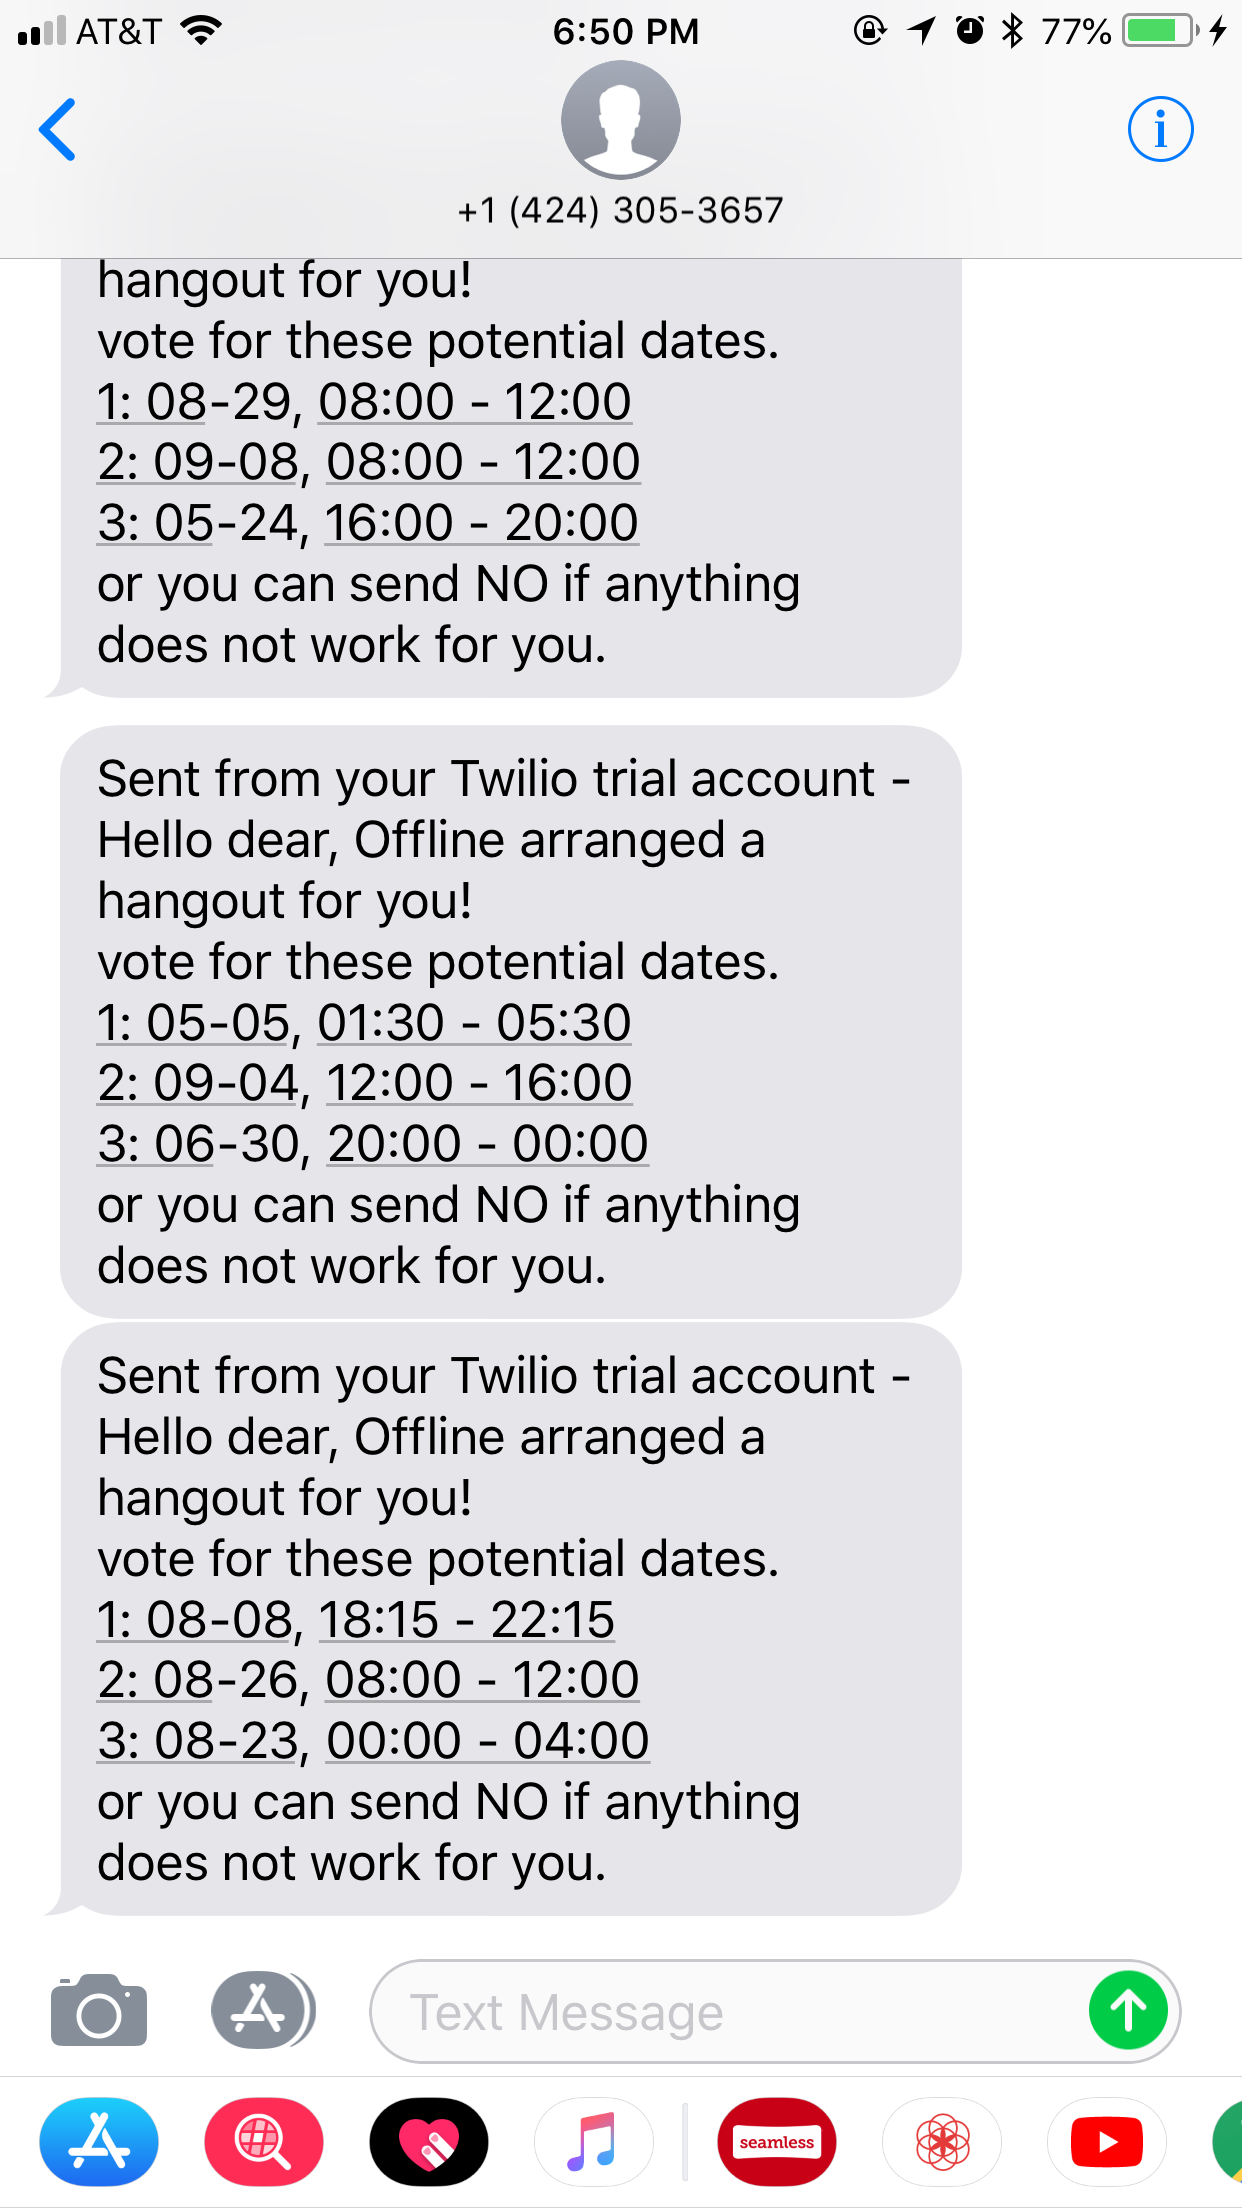 AT&T 6:50 PM 77%
+1 (424) 305-3657
hangout for you!
vote for these potential dates.
1: 08-29, 08:00 - 12:00
2: 09-08, 08:00 - 12:00
3: 05-24, 16:00 - 20:00
or you can send NO if anything
does not work for you.
Sent from your Twilio trial account -
Hello dear, Offline arranged a
hangout for you!
vote for these potential dates.
1: 05-05, 01:30 - 05:30
2: 09-04, 12:00 - 16:00
3: 06-30, 20:00 - 00:00
or you can send NO if anything
does not work for you.
Sent from your Twilio trial account -
Hello dear, Offline arranged a
hangout for you!
vote for these potential dates.
1: 08-08, 18:15 - 22:15
2: 08-26, 08:00 - 12:00
3: 08-23, 00:00 - 04:00
or you can send NO if anything
does not work for you.
Text Message
seamless